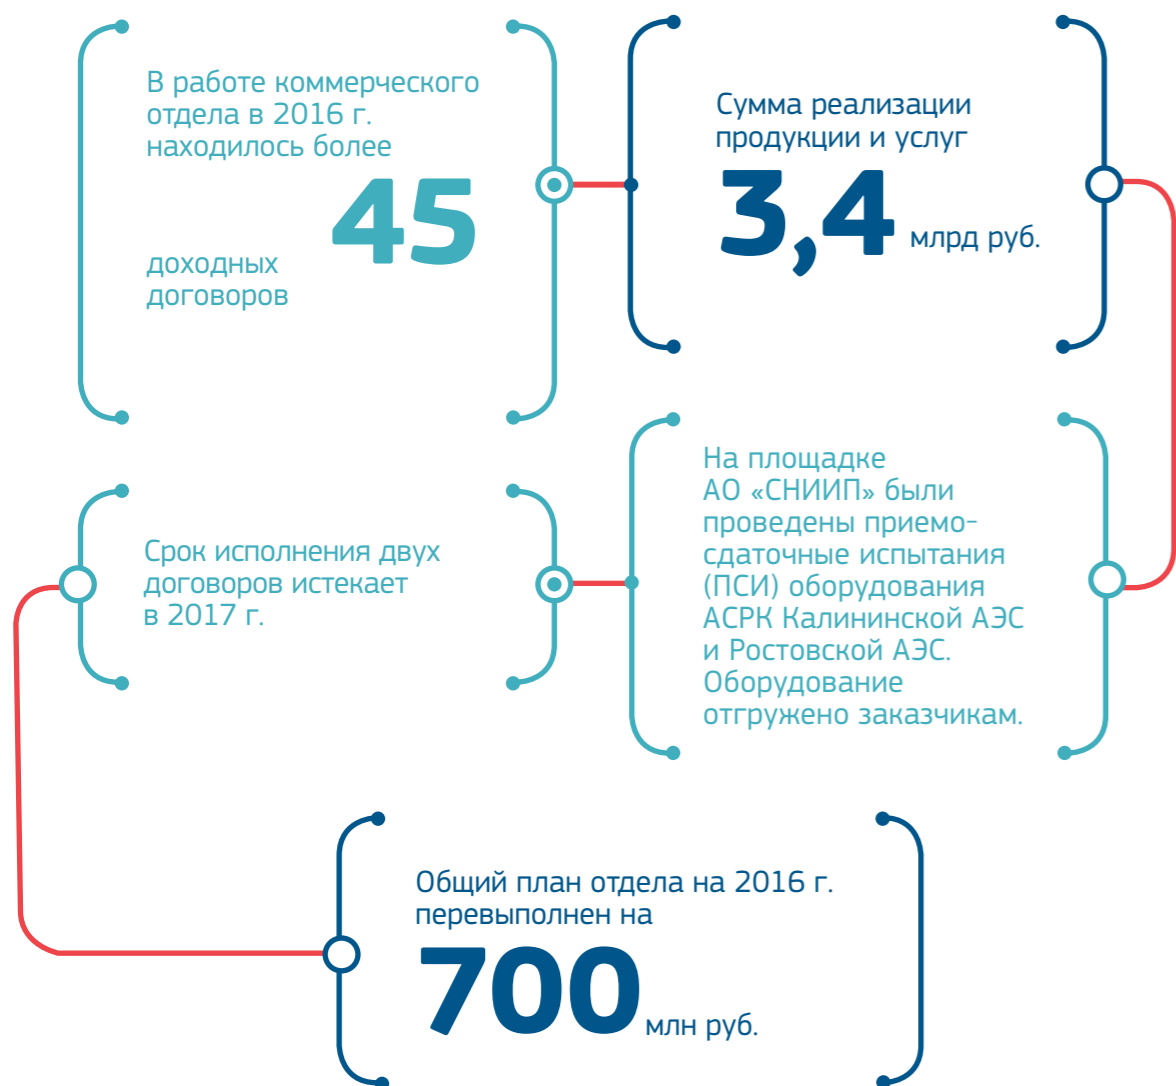 В работе коммерческого
отдела в 2016 г.
находилось более
45
доходных
договоров
Сумма реализации
продукции и услуг
3,4 млрд руб.
На площадке
АО «СНИИП» были
проведены приемо-
сдаточные испытания
(ПСИ) оборудования
АСРК Калининской АЭС
и Ростовской АЭС.
Оборудование
отгружено заказчикам.
Срок исполнения двух
договоров истекает
в 2017 г.
Общий план отдела на 2016 г.
перевыполнен на
700 млн руб.